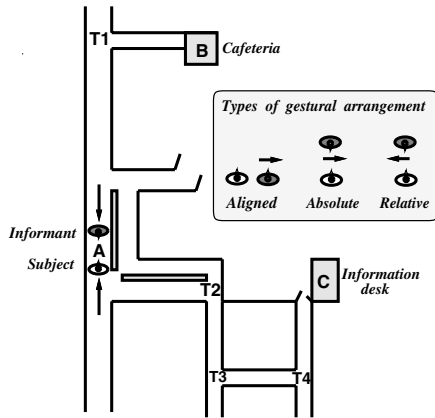 T1
B
Cafeteria
Types of gestural arrangement
Aligned
Absolute
Relative
Informant
A
Subject
C
Information
desk
T2
T3
T4